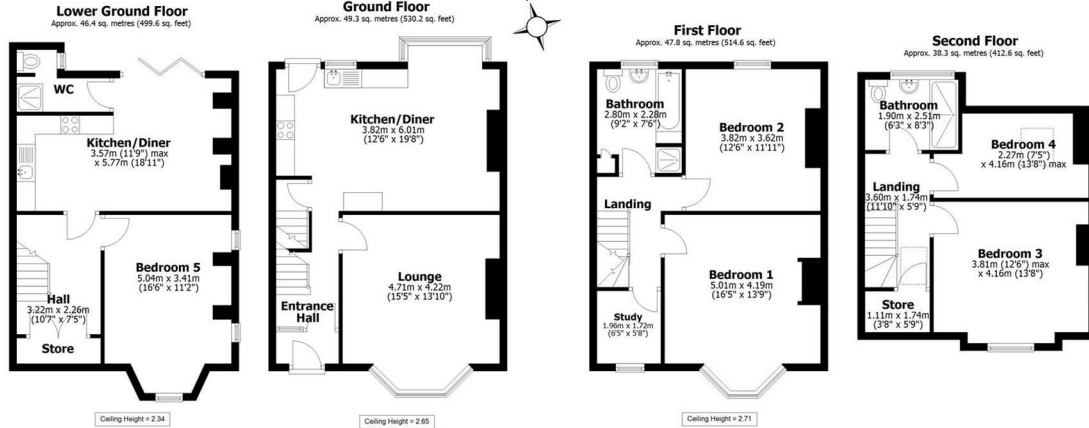 Lower Ground Floor
Approx. 46.4 sq. metres (499.6 sq. feet)
WC
Kitchen/Diner
3.57m (11'9") max
x 5.77m (18'11")
Hall
3.22m x 2.26m
(10'7" x 7'5")
Store
Bedroom 5
5.04m x 3.41m
(16'6" x 11'2")
Ceiling Height = 2.34
Ground Floor
Approx. 49.3 sq. metres (530.2 sq. feet)
Kitchen/Diner
3.82m x 6.01m
(12'6" x 19'8")
Lounge
4.71m x 4.22m
(15'5" x 13'10")
Entrance
Hall
Ceiling Height = 2.65
First Floor
Approx. 47.8 sq. metres (514.6 sq. feet)
Bathroom
2.80m x 2.28m
(9'2" x 7'6")
Bedroom 2
3.82m x 3.62m
(12'6" x 11'11")
Landing
Bedroom 1
5.01m x 4.19m
(16'5" x 13'9")
Study
1.96m x 1.72m
(6'5" x 5'8")
Ceiling Height = 2.71
Second Floor
Approx. 38.3 sq. metres (412.6 sq. feet)
Bathroom
1.90m x 2.51m
(6'3" x 8'3")
Bedroom 4
2.27m (7'5")
x 4.16m (13'8") max
Landing
3.60m x 1.74m
(11'10" x 5'9")
Bedroom 3
3.81m (12'6") max
x 4.16m (13'8")
Store
1.11m x 1.74m
(3'8" x 5'9")